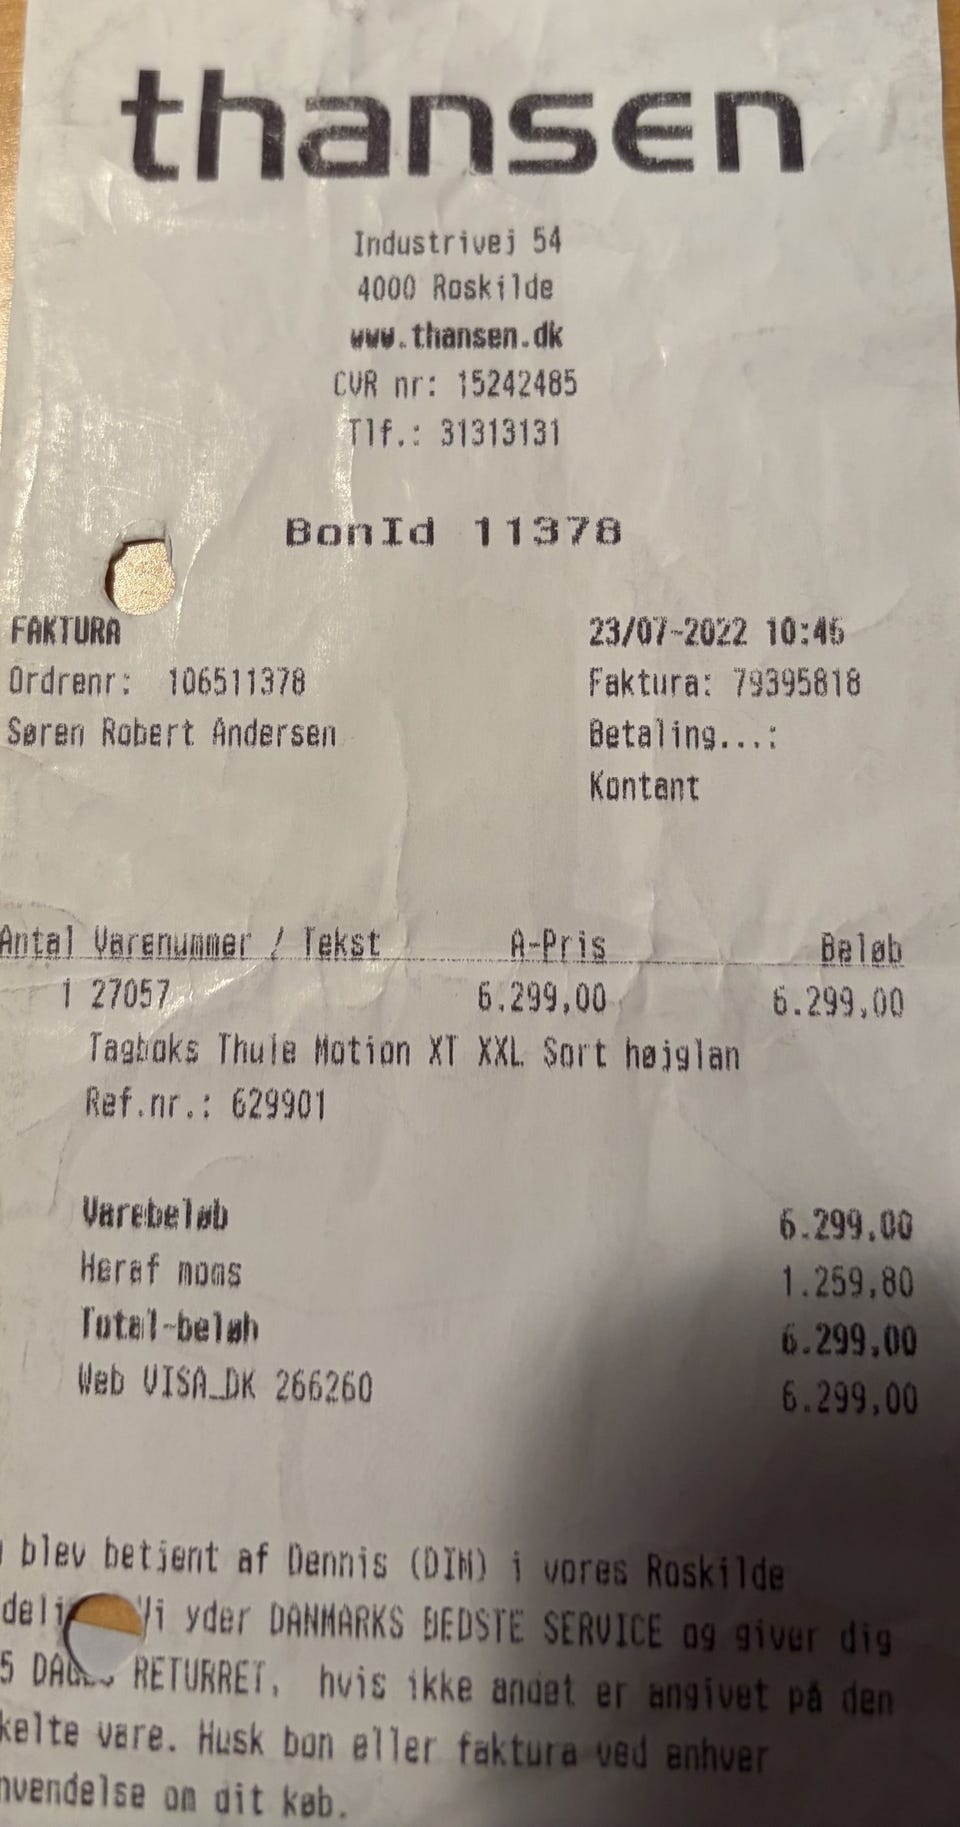 thansen
Industrivej 54
4000 Roskilde
www.thansen.dk
CVR nr: 15242485
Tlf.: 31313131
BonId 11378
FAKTURA 23/07-2022 10:46
Ordrenr: 106511378 Faktura: 79395818
Søren Robert Andersen Betaling...:
Kontant
Antal Varenummer / Tekst A-Pris Beløb
1 27057 6.299,00 6.299,00
Tagboks Thule Motion XT XXL Sort højglan
Ref.nr.: 629901
Varebeløb 6.299,00
Heraf moms 1.259,80
Total-beløb 6.299,00
Web VISA_DK 266260 6.299,00
blev betjent af Dennis (DIM) i vores Roskilde
Vi yder DANMARKS BEDSTE SERVICE og giver dig
5 DAGES RETURRET, hvis ikke andet er angivet på den
kelte vare. Husk bon eller faktura ved enhver
nvendelse om dit køb.